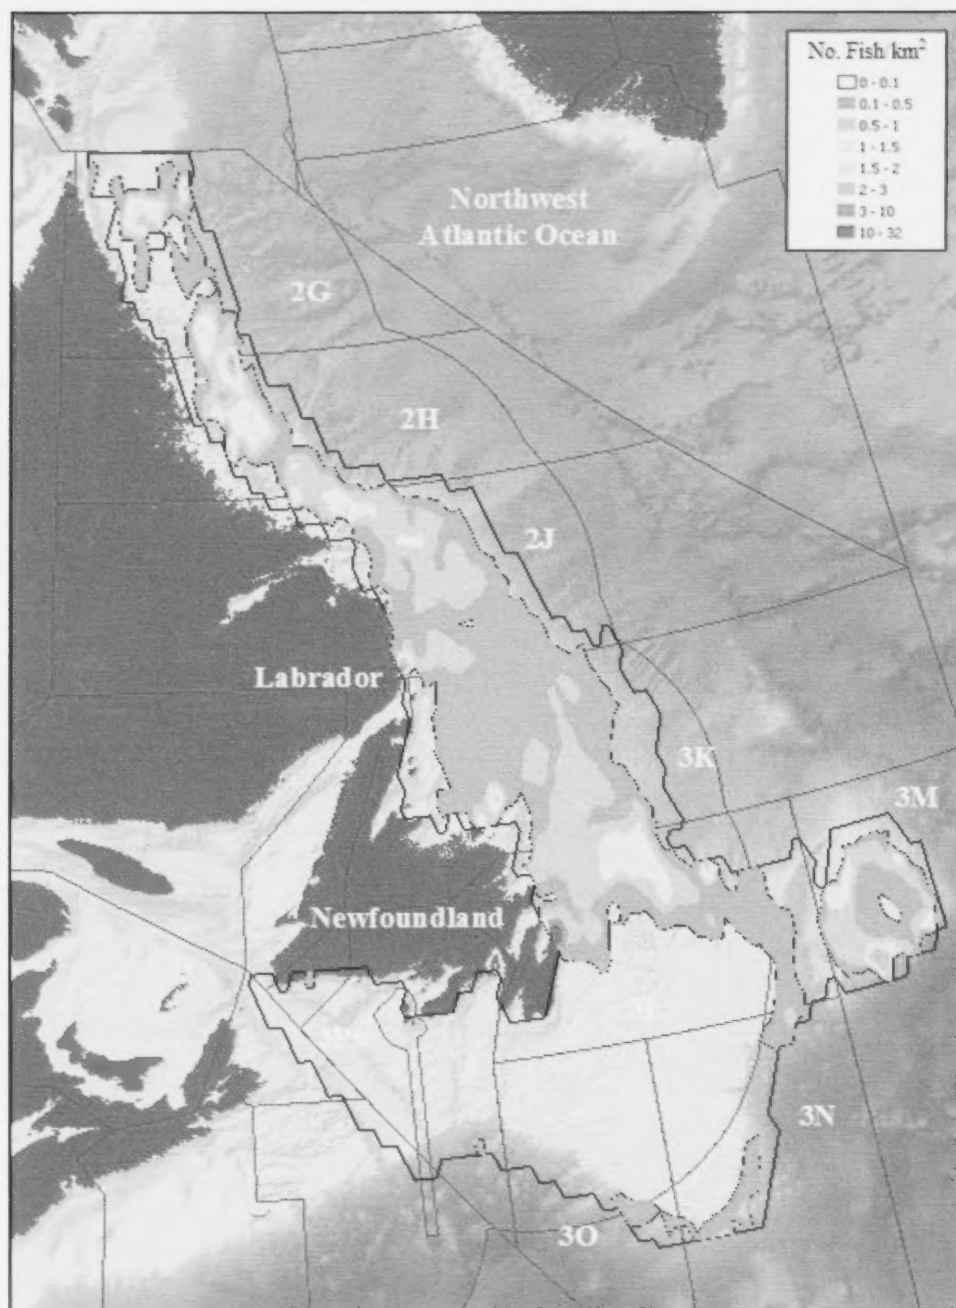 No. Fish/km²
0 - 0.1
0.1 - 0.5
0.5 - 1
1 - 1.5
1.5 - 2
2 - 3
3 - 10
10 - 32
Northwest
Atlantic Ocean
2G
2H
2J
Labrador
3K
3M
Newfoundland
3N
3O